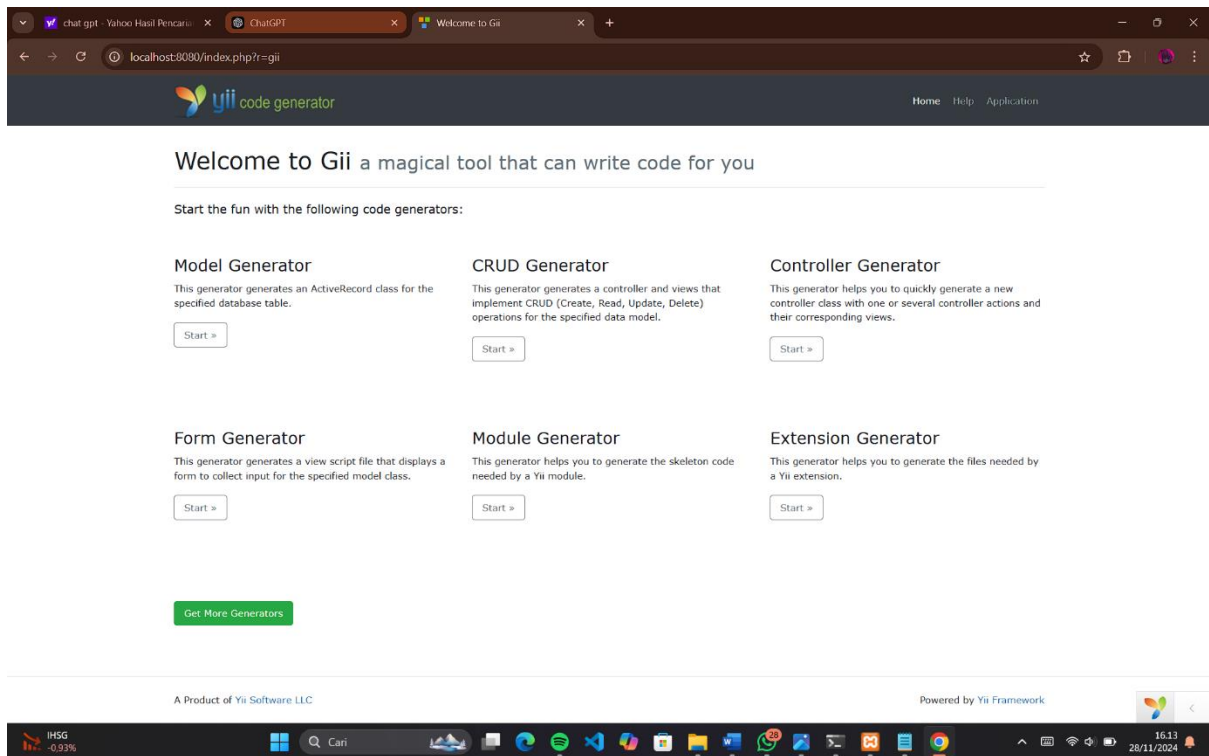 chat gpt - Yahoo Hasil Pencaria
ChatGPT
Welcome to Gii
localhost:8080/index.php?r=gii
yii code generator
Home Help Application
Welcome to Gii a magical tool that can write code for you
Start the fun with the following code generators:
Model Generator
This generator generates an ActiveRecord class for the
specified database table.
Start »
CRUD Generator
This generator generates a controller and views that
implement CRUD (Create, Read, Update, Delete)
operations for the specified data model.
Start »
Controller Generator
This generator helps you to quickly generate a new
controller class with one or several controller actions and
their corresponding views.
Start »
Form Generator
This generator generates a view script file that displays a
form to collect input for the specified model class.
Start »
Module Generator
This generator helps you to generate the skeleton code
needed by a Yii module.
Start »
Extension Generator
This generator helps you to generate the files needed by
a Yii extension.
Start »
Get More Generators
A Product of Yii Software LLC
Powered by Yii Framework
IHSG
-0,93%
Cari
28
16.13
28/11/2024